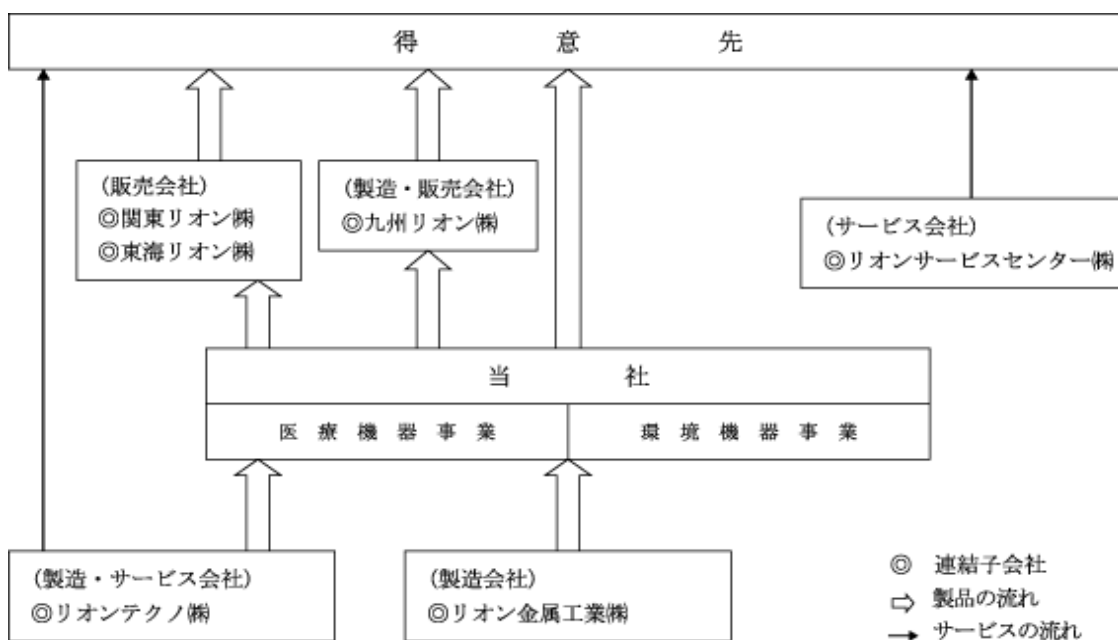 得意先
(販売会社)
◎関東リオン㈱
◎東海リオン㈱
(製造・販売会社)
◎九州リオン㈱
(サービス会社)
◎リオンサービスセンター㈱
当社
医療機器事業
環境機器事業
(製造・サービス会社)
◎リオンテクノ㈱
(製造会社)
◎リオン金属工業㈱
◎ 連結子会社
⇨ 製品の流れ
→ サービスの流れ